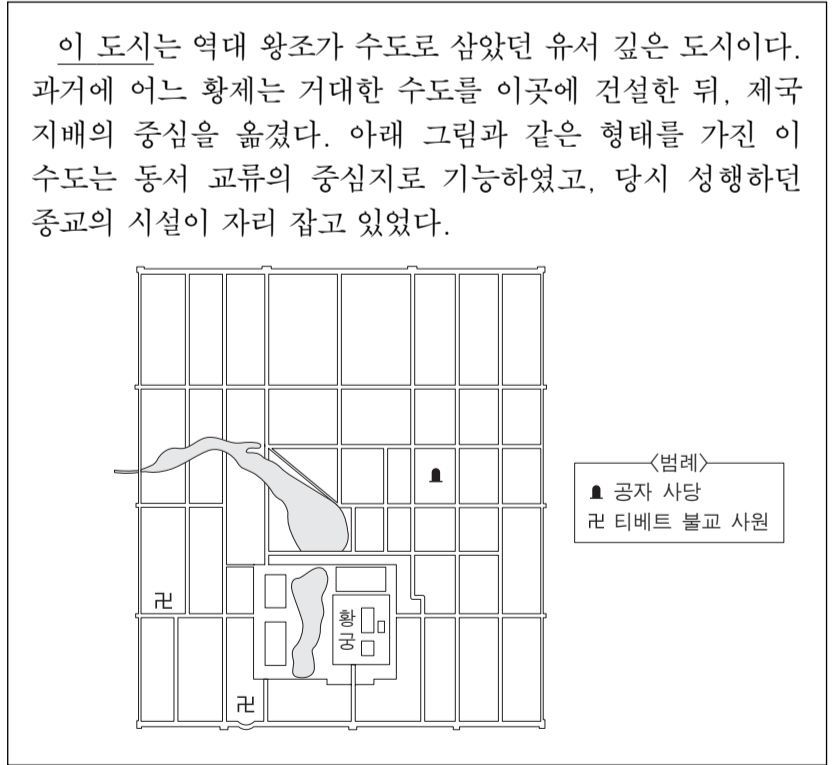 이 도시는 역대 왕조가 수도로 삼았던 유서 깊은 도시이다.
과거에 어느 황제는 거대한 수도를 이곳에 건설한 뒤, 제국
지배의 중심을 옮겼다. 아래 그림과 같은 형태를 가진 이
수도는 동서 교류의 중심지로 기능하였고, 당시 성행하던
종교의 시설이 자리 잡고 있었다.
〈범례〉
공자 사당
卍 티베트 불교 사원
卍
황
궁
卍